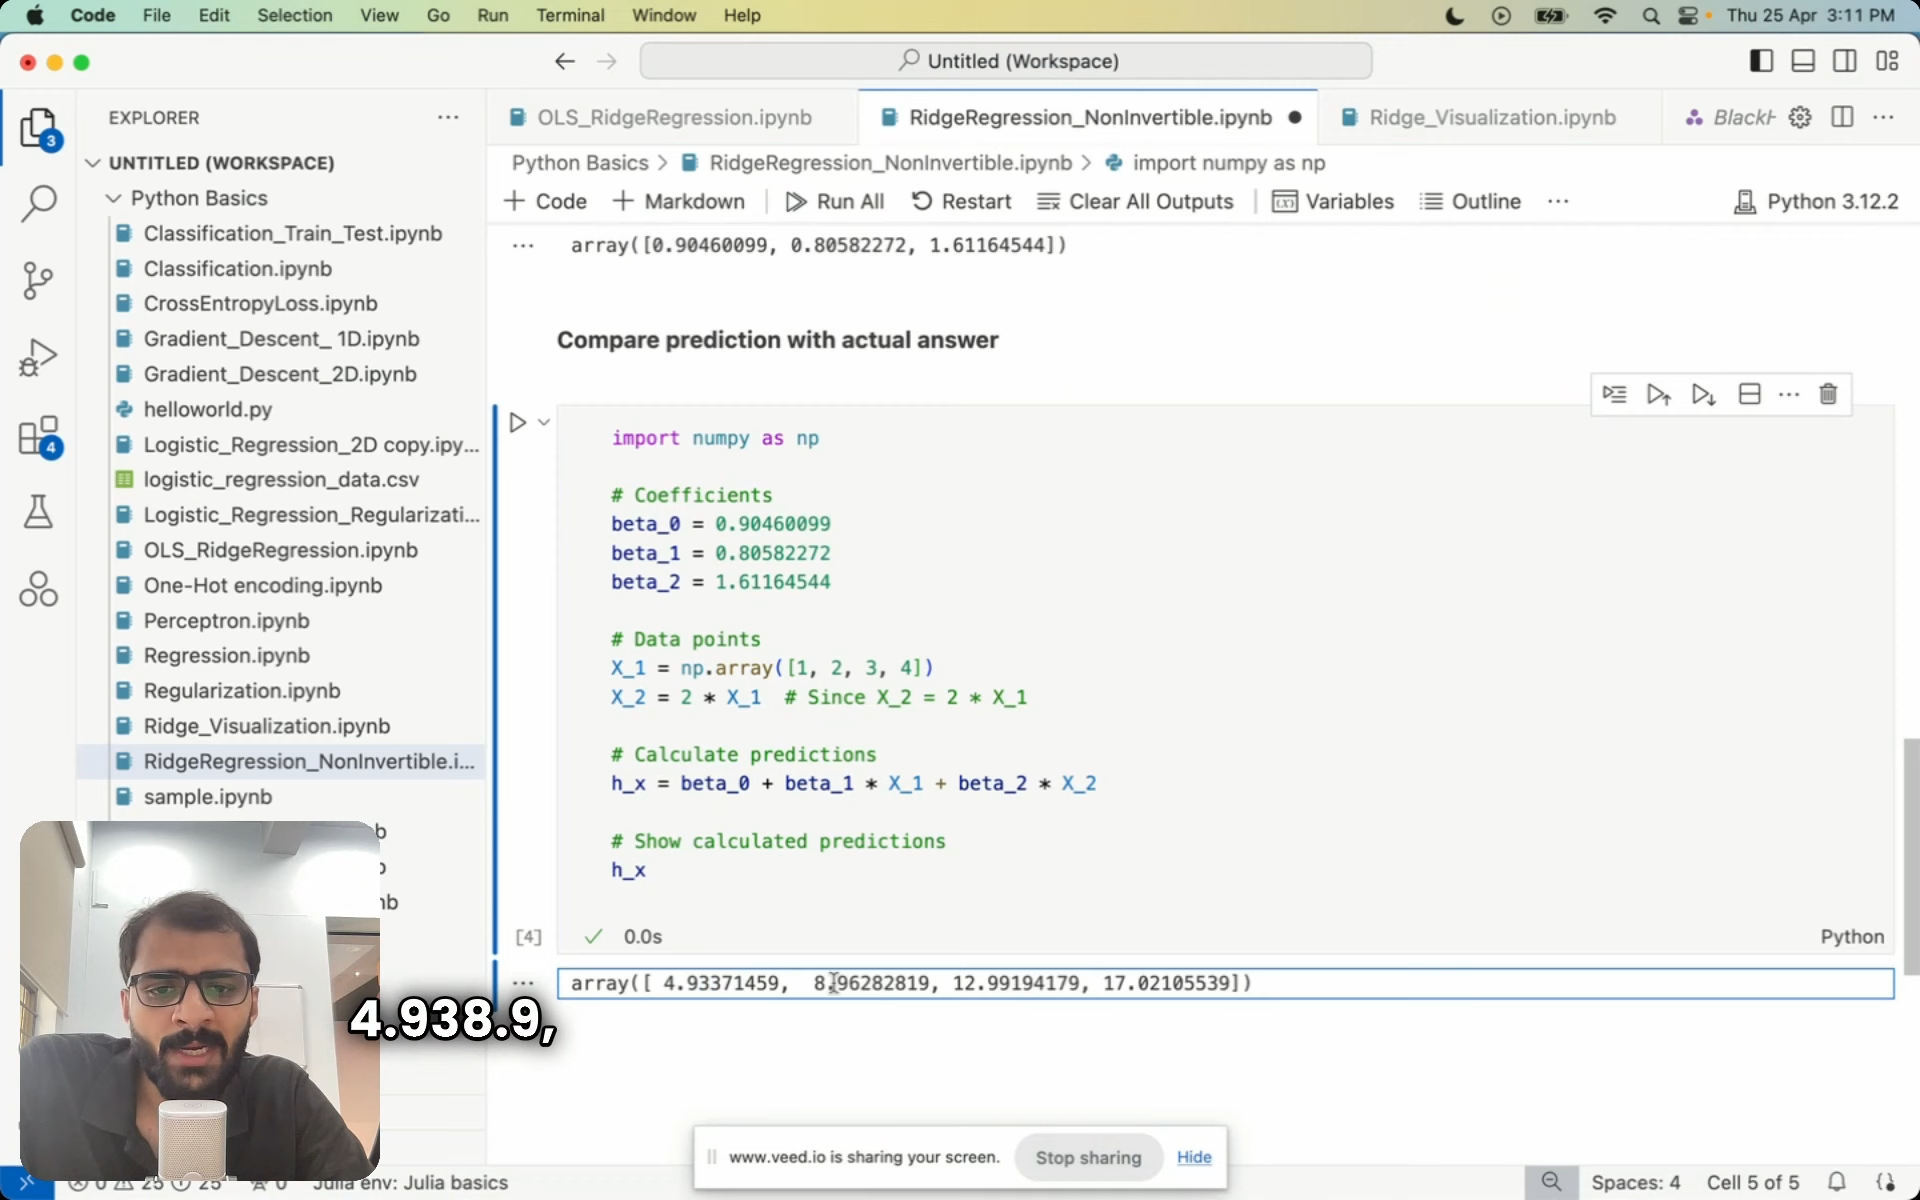 Code File Edit Selection View Go Run Terminal Window Help Thu 25 Apr 3:11 PM
Untitled (Workspace)
EXPLORER
3
UNTITLED (WORKSPACE)
Python Basics
Classification_Train_Test.ipynb
Classification.ipynb
CrossEntropyLoss.ipynb
Gradient_Descent_ 1D.ipynb
Gradient_Descent_2D.ipynb
helloworld.py
4
Logistic_Regression_2D copy.ipy...
logistic_regression_data.csv
Logistic_Regression_Regularizati...
OLS_RidgeRegression.ipynb
One-Hot encoding.ipynb
Perceptron.ipynb
Regression.ipynb
Regularization.ipynb
Ridge_Visualization.ipynb
RidgeRegression_NonInvertible.i...
sample.ipynb
b
nb
OLS_RidgeRegression.ipynb RidgeRegression_NonInvertible.ipynb Ridge_Visualization.ipynb
Python Basics > RidgeRegression_NonInvertible.ipynb > import numpy as np
+ Code + Markdown Run All Restart Clear All Outputs Variables Outline ... Python 3.12.2
... array([0.90460099, 0.80582272, 1.61164544])
Compare prediction with actual answer
import numpy as np
# Coefficients
beta_0 = 0.90460099
beta_1 = 0.80582272
beta_2 = 1.61164544
# Data points
X_1 = np.array([1, 2, 3, 4])
X_2 = 2 * X_1 # Since X_2 = 2 * X_1
# Calculate predictions
h_x = beta_0 + beta_1 * X_1 + beta_2 * X_2
# Show calculated predictions
h_x
[4] 0.0s Python
... array([ 4.93371459, 8.96282819, 12.99194179, 17.02105539])
4.938.9,
www.veed.io is sharing your screen. Stop sharing Hide
0 25 25 0 Julia env: Julia basics Spaces: 4 Cell 5 of 5